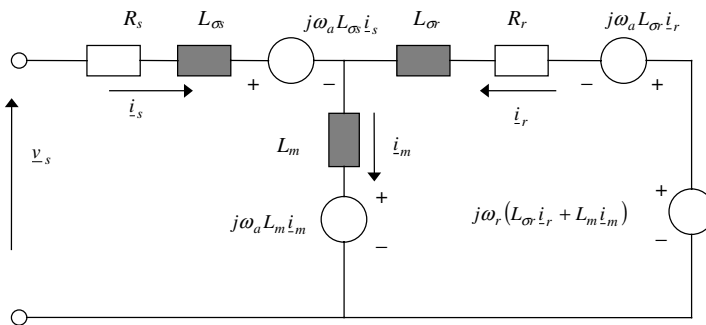 R_s
L_σs
jω_a L_σs i_s
L_σr
R_r
jω_a L_σr i_r
+
−
−
+
i_s
i_r
v_s
L_m
i_m
+
−
jω_a L_m i_m
jω_r(L_σr i_r + L_m i_m)
+
−